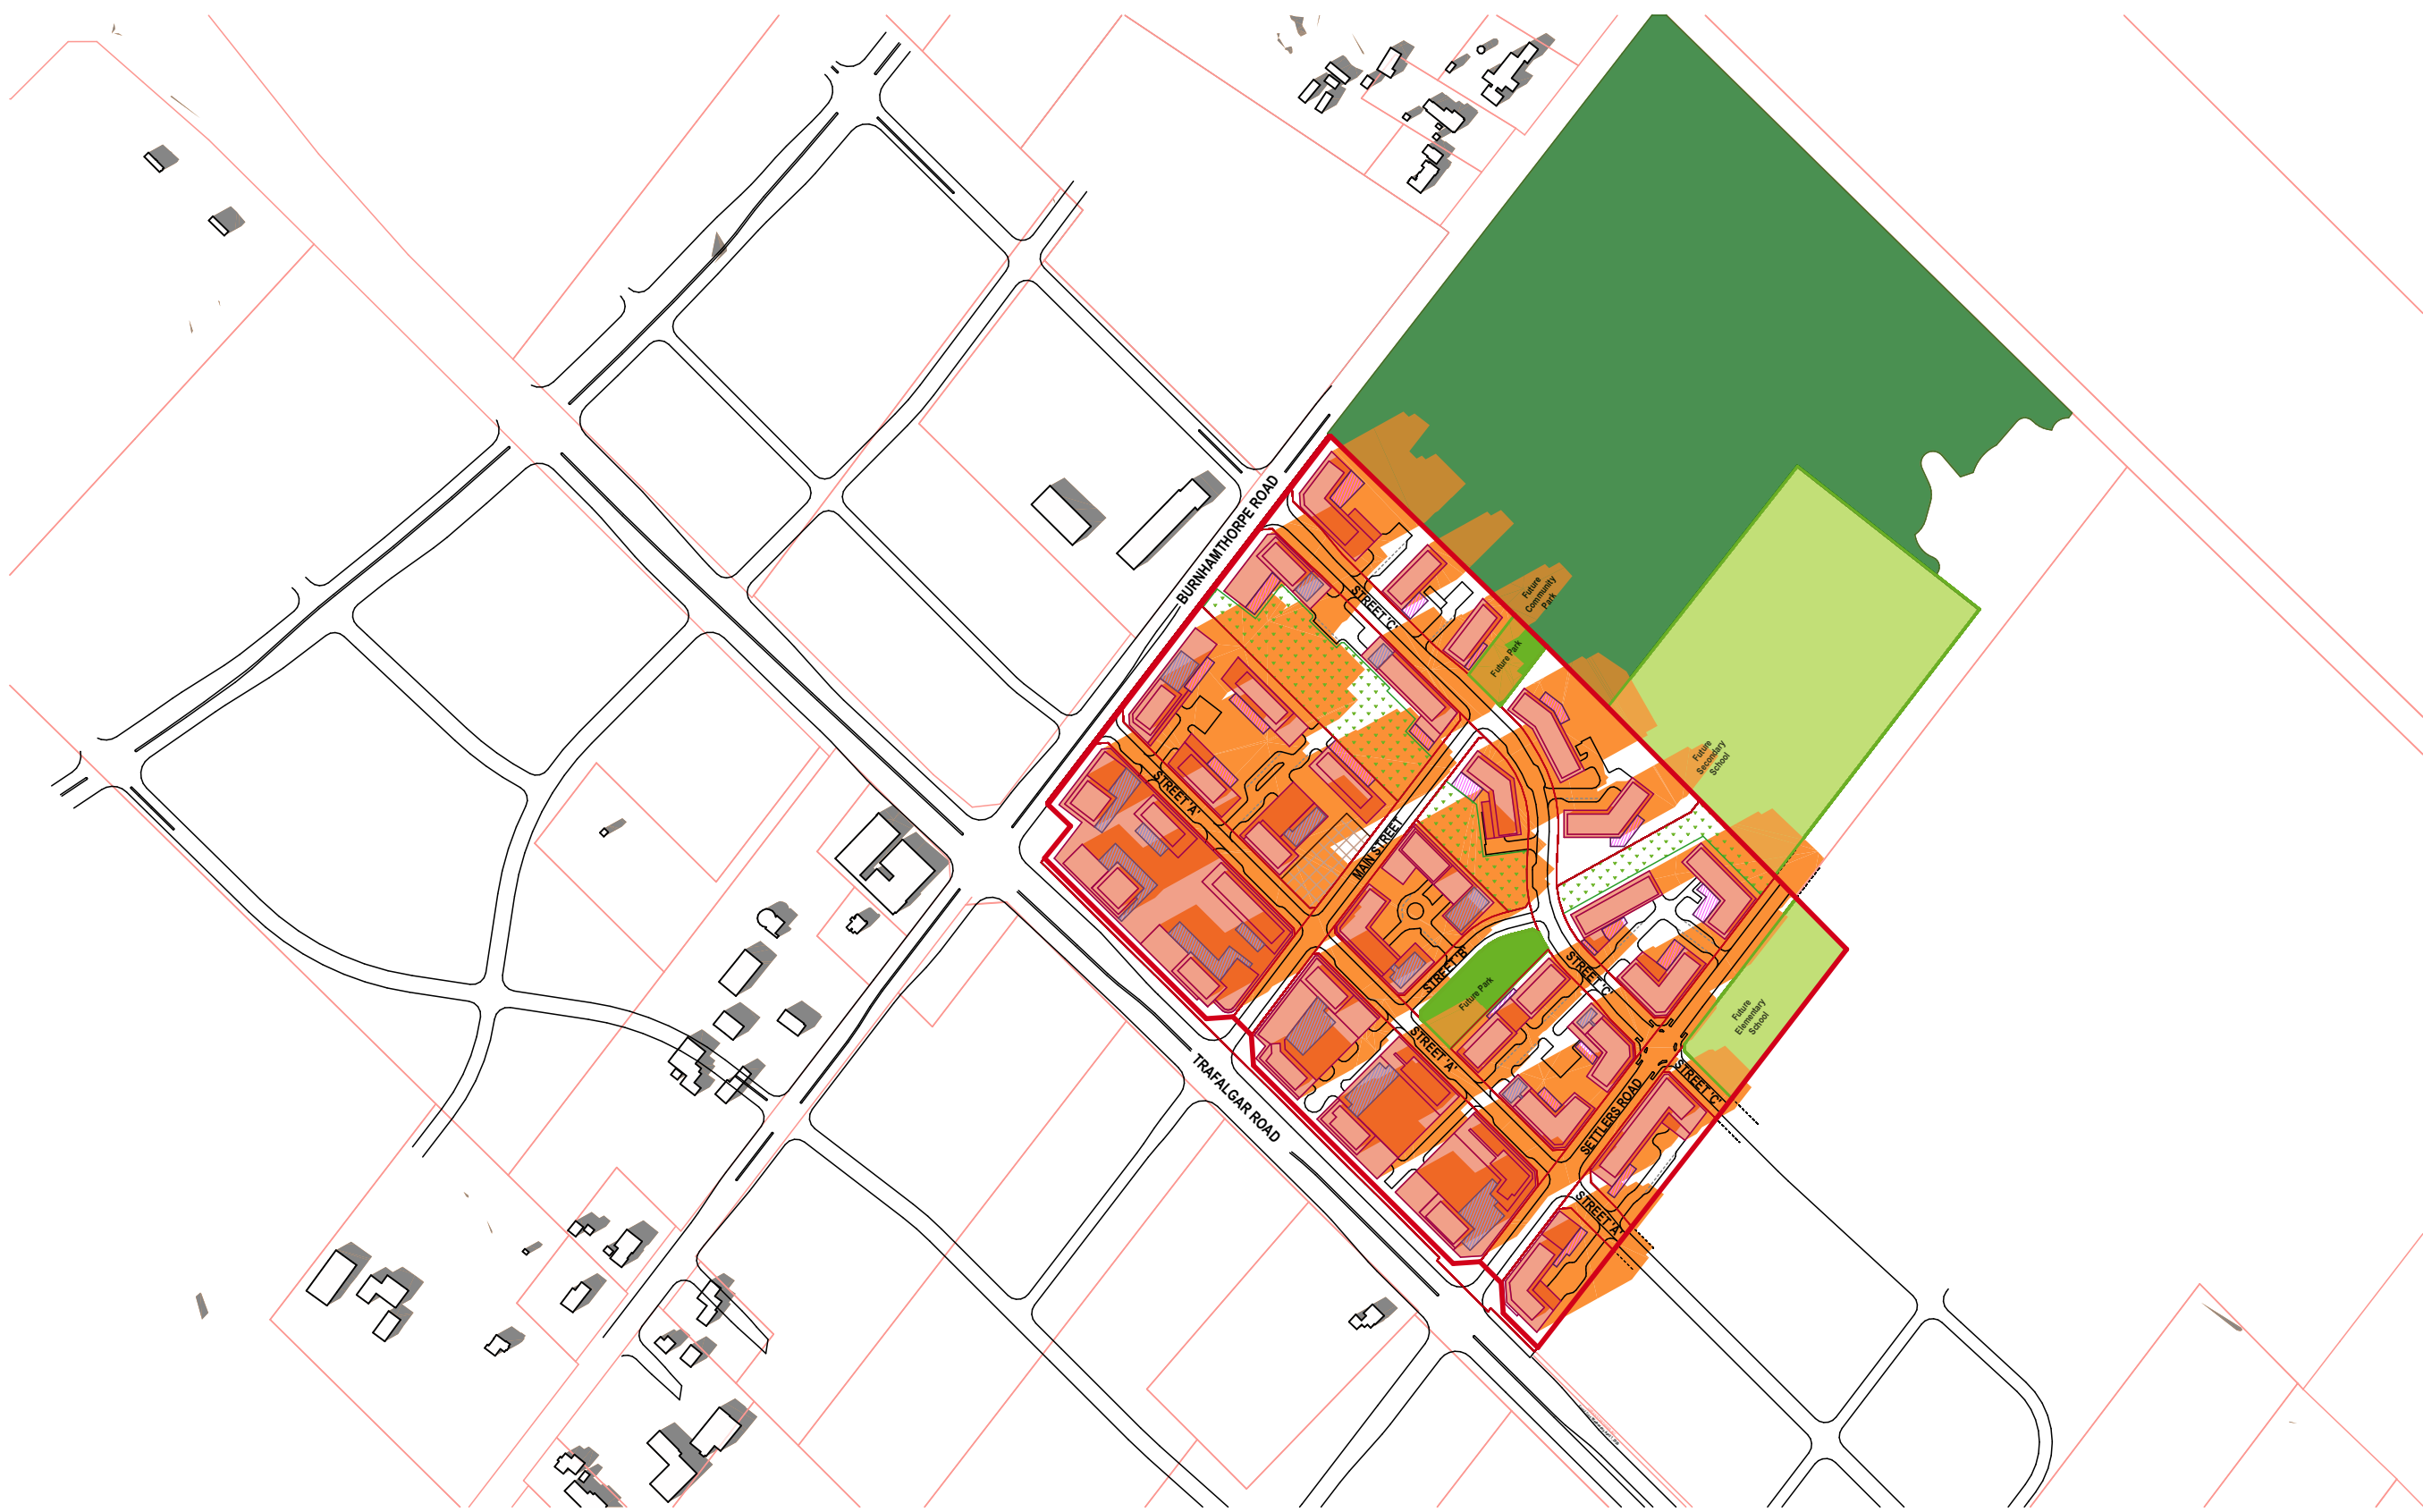 BURNHAMTHORPE ROAD
Future
Community
Park
STREET 'C'
Future Park
Future
Secondary
School
STREET 'A'
MAIN STREET
STREET 'B'
STREET 'C'
Future Park
Future
Elementary
School
STREET 'A'
TRAFALGAR ROAD
STREET 'C'
SETTLERS ROAD
STREET 'A'